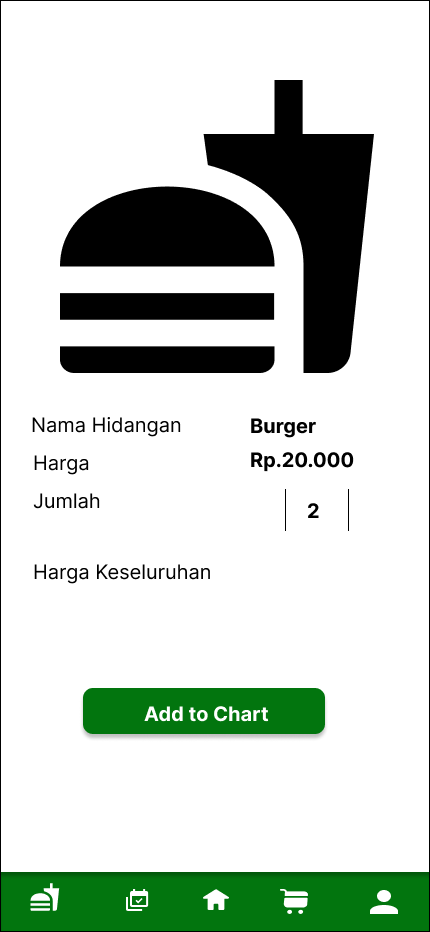 Nama Hidangan Burger
Harga Rp.20.000
Jumlah 2
Harga Keseluruhan
Add to Chart